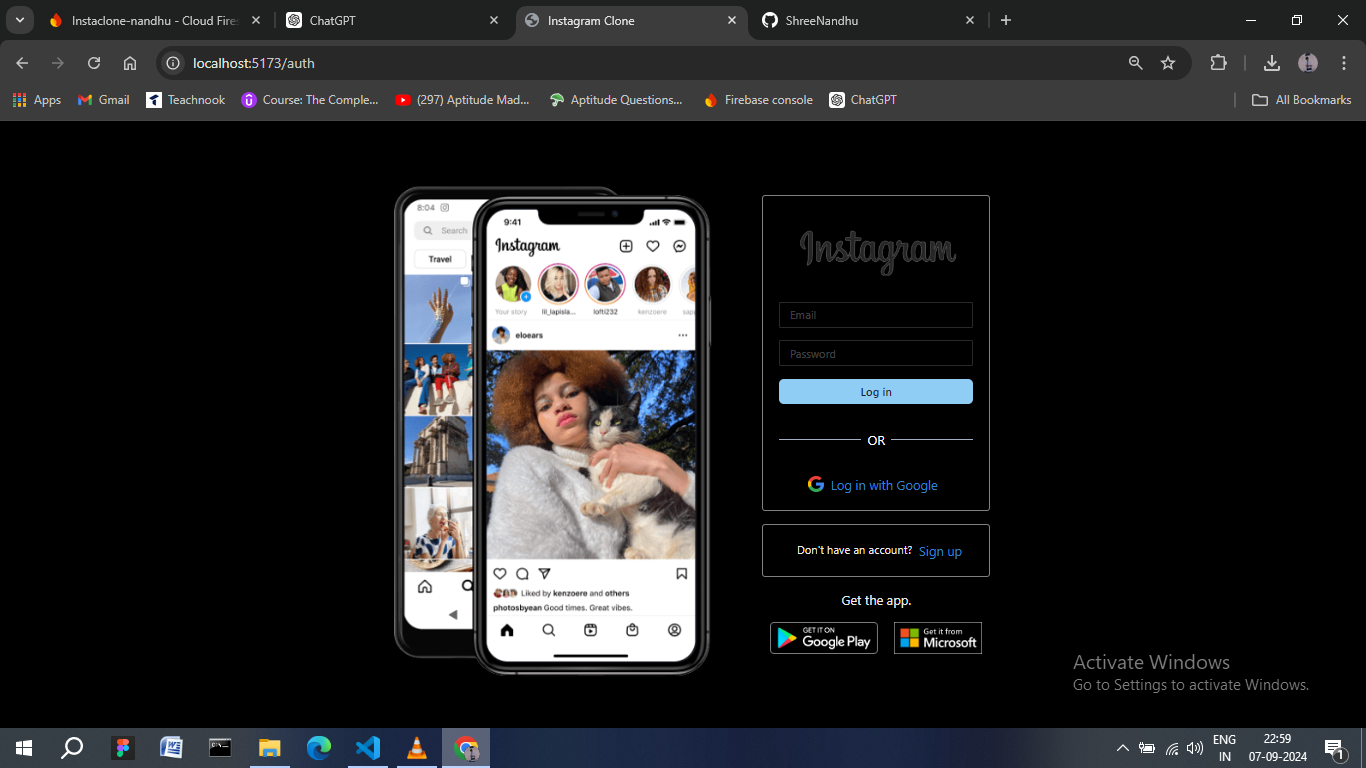 Instaclone-nandhu - Cloud Fire
ChatGPT
Instagram Clone
ShreeNandhu
localhost:5173/auth
Apps
Gmail
Teachnook
Course: The Comple...
(297) Aptitude Mad...
Aptitude Questions...
Firebase console
ChatGPT
All Bookmarks
8:04
Search
Travel
9:41
Instagram
Your story
lil_lapisla...
lofti232
kenzoere
sap
eloears
Liked by kenzoere and others
photosbyean Good times. Great vibes.
Instagram
Email
Password
Log in
OR
Log in with Google
Don't have an account? Sign up
Get the app.
GET IT ON
Google Play
Get it from
Microsoft
Activate Windows
Go to Settings to activate Windows.
ENG
IN
22:59
07-09-2024
1